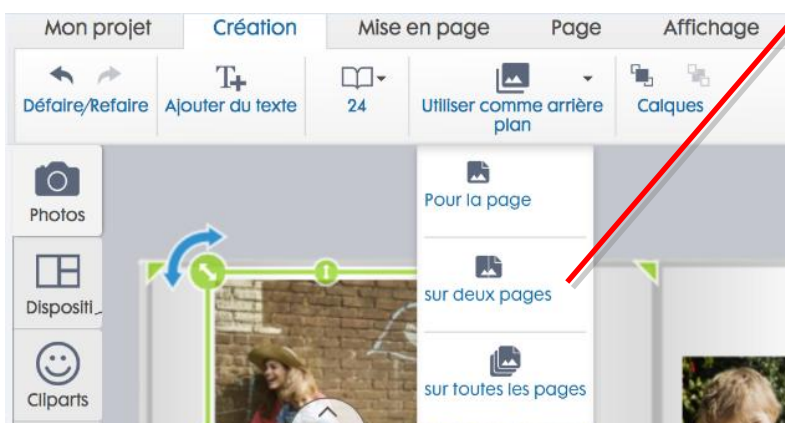 Mon projet Création Mise en page Page Affichage
Défaire/Refaire Ajouter du texte 24 Utiliser comme arrière plan Calques
Photos
Dispositi
Cliparts
Pour la page
sur deux pages
sur toutes les pages